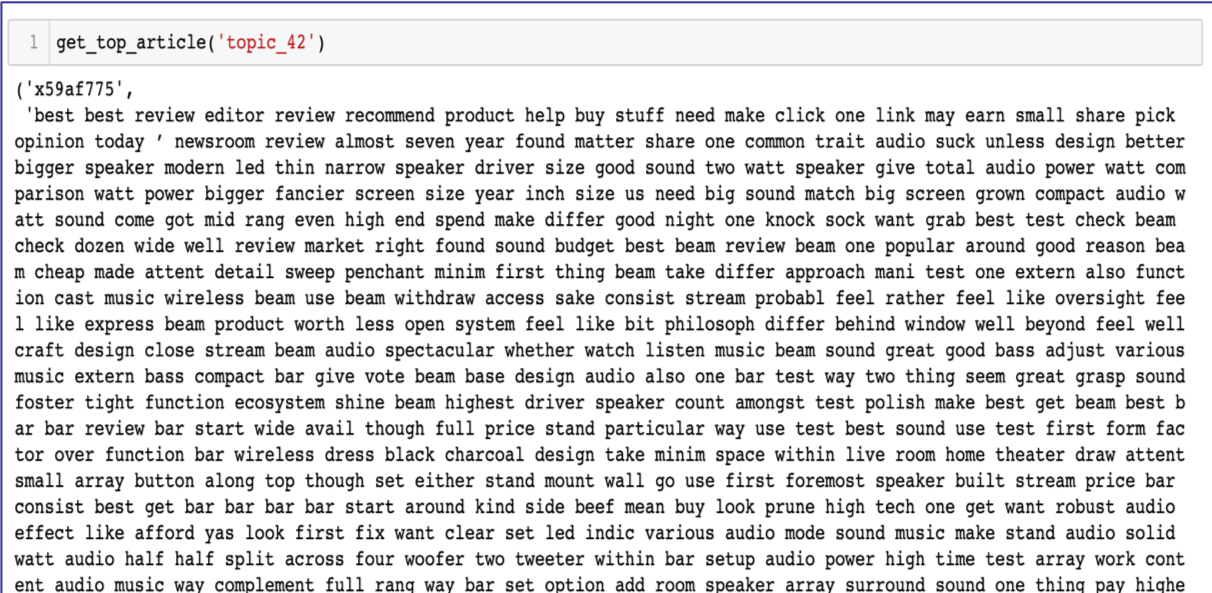 1 get_top_article('topic_42')
('x59af775',
'best best review editor review recommend product help buy stuff need make click one link may earn small share pick
opinion today ’ newsroom review almost seven year found matter share one common trait audio suck unless design better
bigger speaker modern led thin narrow speaker driver size good sound two watt speaker give total audio power watt com
parison watt power bigger fancier screen size year inch size us need big sound match big screen grown compact audio w
att sound come got mid rang even high end spend make differ good night one knock sock want grab best test check beam
check dozen wide well review market right found sound budget best beam review beam one popular around good reason bea
m cheap made attent detail sweep penchant minim first thing beam take differ approach mani test one extern also funct
ion cast music wireless beam use beam withdraw access sake consist stream probabl feel rather feel like oversight fee
l like express beam product worth less open system feel like bit philosoph differ behind window well beyond feel well
craft design close stream beam audio spectacular whether watch listen music beam sound great good bass adjust various
music extern bass compact bar give vote beam base design audio also one bar test way two thing seem great grasp sound
foster tight function ecosystem shine beam highest driver speaker count amongst test polish make best get beam best b
ar bar review bar start wide avail though full price stand particular way use test best sound use test first form fac
tor over function bar wireless dress black charcoal design take minim space within live room home theater draw attent
small array button along top though set either stand mount wall go use first foremost speaker built stream price bar
consist best get bar bar bar bar start around kind side beef mean buy look prune high tech one get want robust audio
effect like afford yas look first fix want clear set led indic various audio mode sound music make stand audio solid
watt audio half half split across four woofer two tweeter within bar setup audio power high time test array work cont
ent audio music way complement full rang way bar set option add room speaker array surround sound one thing pay highe